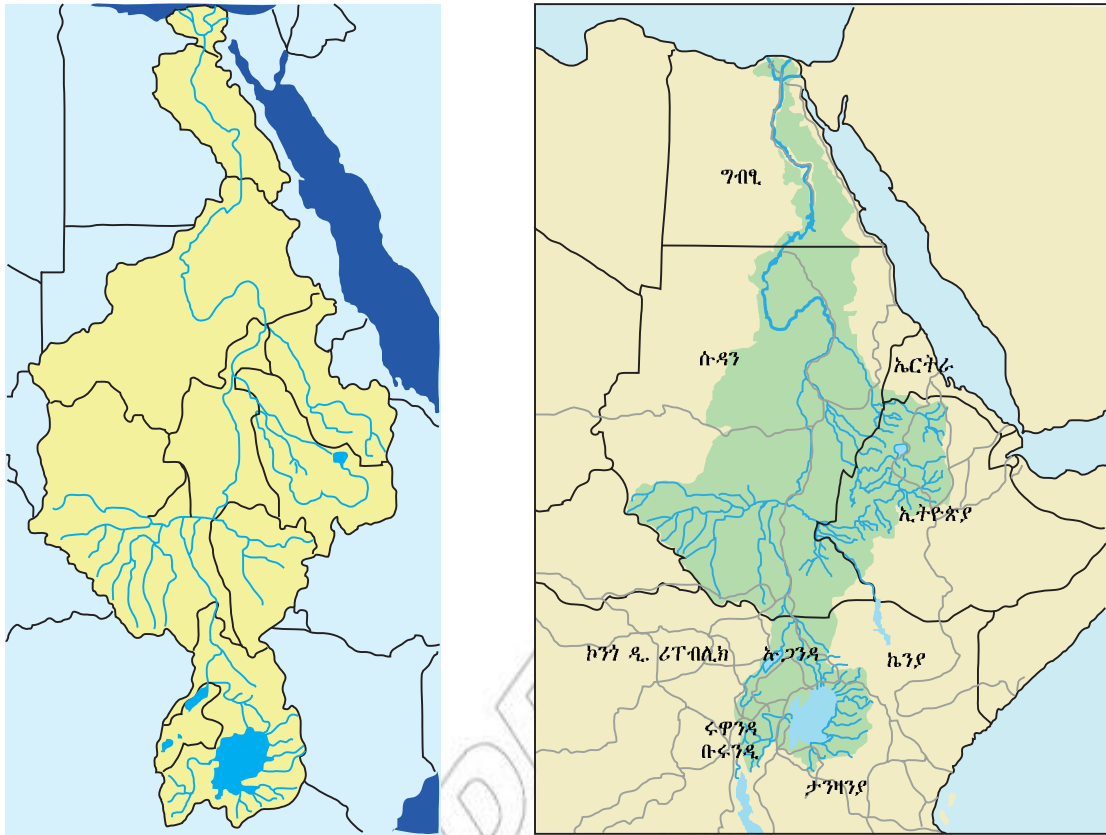 ግብፂ
ሱዳን
ኤርትራ
ኢትዮጵያ
ኮንጎ ዲ. ሪፐብሊክ
ኡጋንዳ
ኬንያ
ሩዋንዳ
ቡሩንዲ
ታንዛንያ